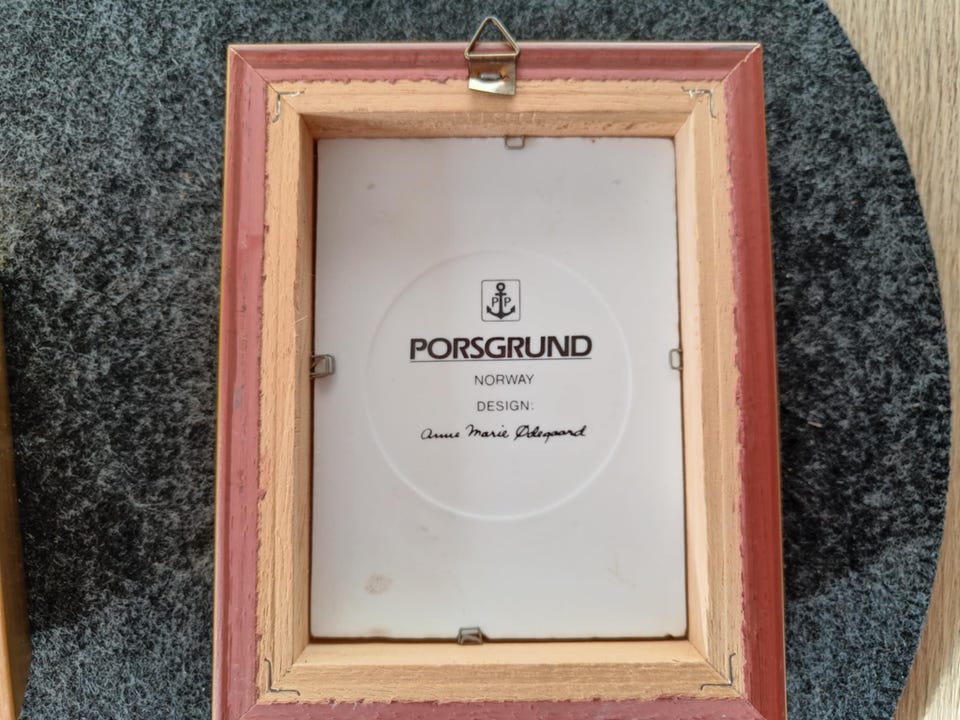 P P
PORSGRUND
NORWAY
DESIGN:
Anne Marie Ødegaard